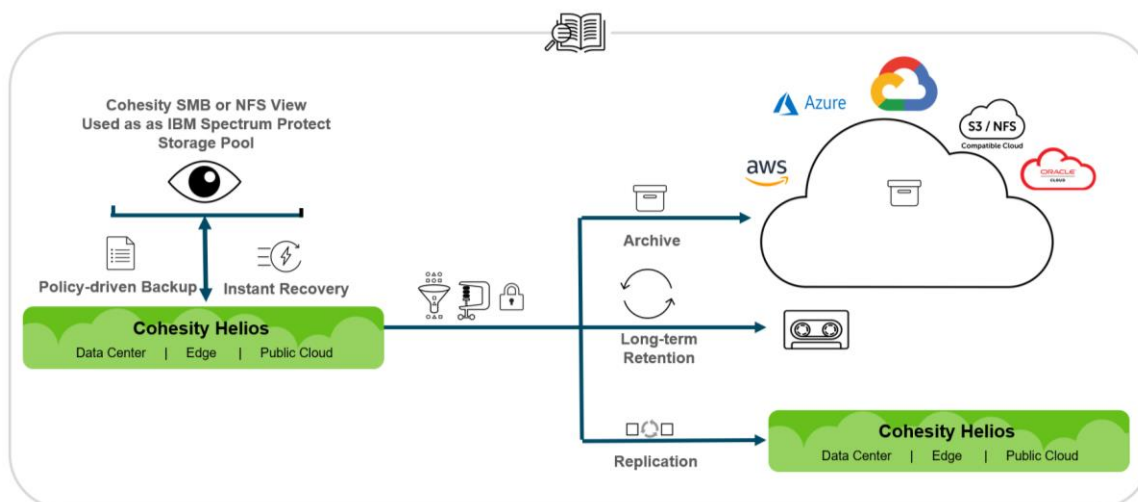 Cohesity SMB or NFS View
Used as as IBM Spectrum Protect
Storage Pool
Policy-driven Backup
Instant Recovery
Cohesity Helios
Data Center | Edge | Public Cloud
Archive
Long-term
Retention
Replication
Azure
aws
S3 / NFS
Compatible Cloud
ORACLE
CLOUD
Cohesity Helios
Data Center | Edge | Public Cloud